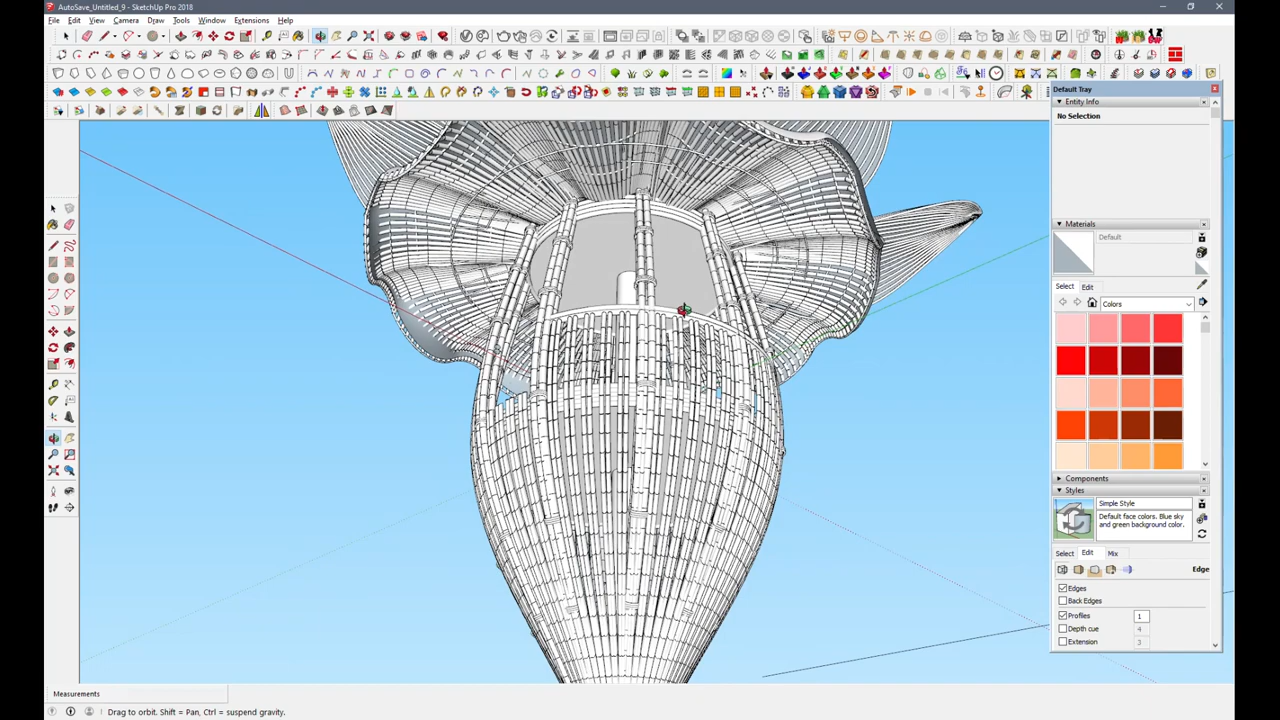 AutoSave_Untitled_9 - SketchUp Pro 2018
File Edit View Camera Draw Tools Window Extensions Help
Default Tray
Entity Info
No Selection
Materials
Default
Select Edit
Colors
Components
Styles
Simple Style
Default face colors. Blue sky
and green background color.
Select Edit Mix
Edge
Edges
Back Edges
Profiles 1
Depth cue 4
Extension 3
Measurements
Drag to orbit. Shift = Pan, Ctrl = suspend gravity.